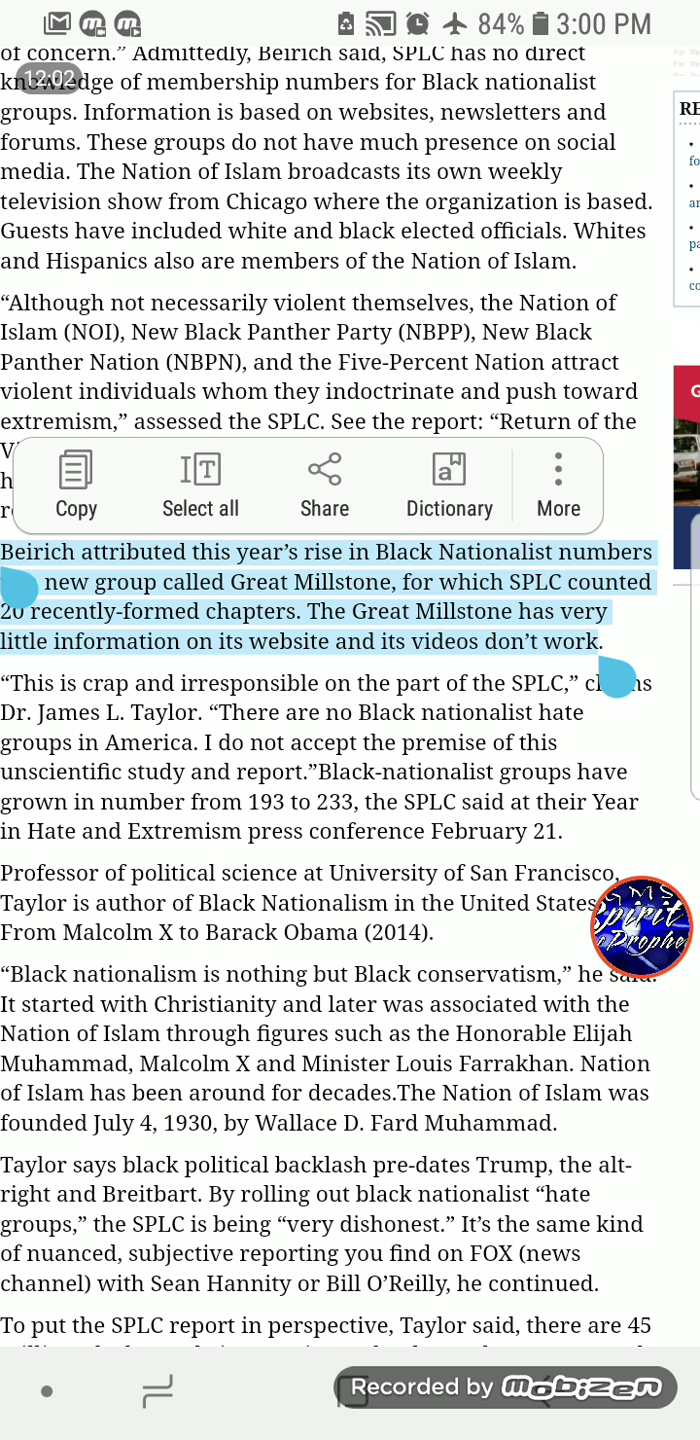 84% 3:00 PM
of concern.” Admittedly, Beirich said, SPLC has no direct
12:02
knowledge of membership numbers for Black nationalist
groups. Information is based on websites, newsletters and
forums. These groups do not have much presence on social
media. The Nation of Islam broadcasts its own weekly
television show from Chicago where the organization is based.
Guests have included white and black elected officials. Whites
and Hispanics also are members of the Nation of Islam.
“Although not necessarily violent themselves, the Nation of
Islam (NOI), New Black Panther Party (NBPP), New Black
Panther Nation (NBPN), and the Five-Percent Nation attract
violent individuals whom they indoctrinate and push toward
extremism,” assessed the SPLC. See the report: “Return of the
Copy Select all Share Dictionary More
Beirich attributed this year’s rise in Black Nationalist numbers
new group called Great Millstone, for which SPLC counted
20 recently-formed chapters. The Great Millstone has very
little information on its website and its videos don’t work.
“This is crap and irresponsible on the part of the SPLC,”
Dr. James L. Taylor. “There are no Black nationalist hate
groups in America. I do not accept the premise of this
unscientific study and report.”Black-nationalist groups have
grown in number from 193 to 233, the SPLC said at their Year
in Hate and Extremism press conference February 21.
Professor of political science at University of San Francisco,
Taylor is author of Black Nationalism in the United States
From Malcolm X to Barack Obama (2014).
Spirit
“Black nationalism is nothing but Black conservatism,” he said.
It started with Christianity and later was associated with the
Nation of Islam through figures such as the Honorable Elijah
Muhammad, Malcolm X and Minister Louis Farrakhan. Nation
of Islam has been around for decades.The Nation of Islam was
founded July 4, 1930, by Wallace D. Fard Muhammad.
Taylor says black political backlash pre-dates Trump, the alt-
right and Breitbart. By rolling out black nationalist “hate
groups,” the SPLC is being “very dishonest.” It’s the same kind
of nuanced, subjective reporting you find on FOX (news
channel) with Sean Hannity or Bill O’Reilly, he continued.
To put the SPLC report in perspective, Taylor said, there are 45
Recorded by mobizen